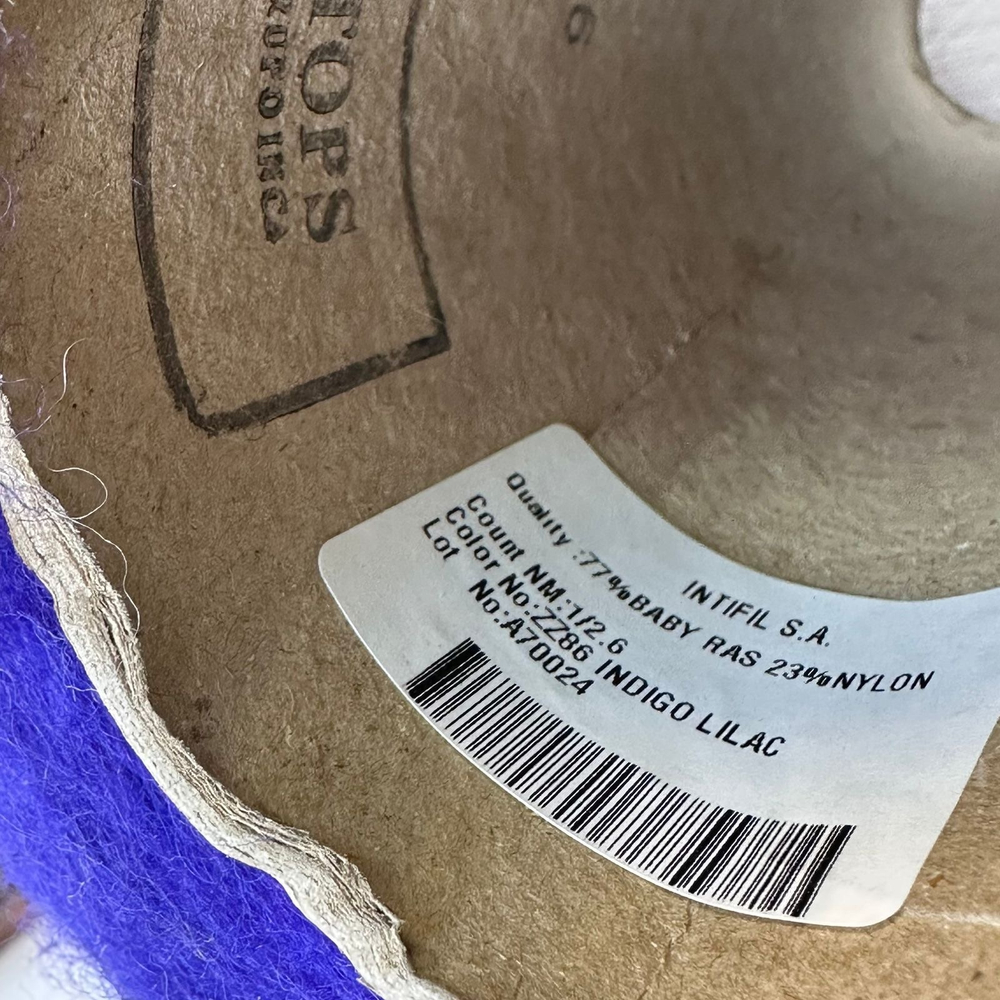 TOPS
INTIFIL S.A.
Quality :77%BABY RAS 23%NYLON
Count NM:1/2.6
Color No:ZZ86 INDIGO LILAC
Lot No:A70024